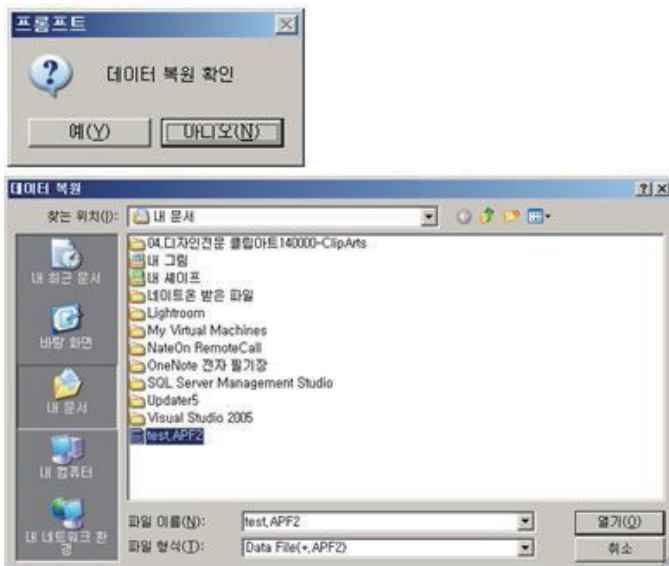 프롬프트
데이터 복원 확인
예(Y)
아니오(N)
데이터 복원
찾는 위치(I):
내 문서
내 최근 문서
바탕 화면
내 문서
내 컴퓨터
내 네트워크 환경
04.디자인전문 클립아트140000-ClipArts
내 그림
내 셰이프
네이트온 받은 파일
Lightroom
My Virtual Machines
NateOn RemoteCall
OneNote 전자 필기장
SQL Server Management Studio
Updater5
Visual Studio 2005
test.APF2
파일 이름(N):
test.APF2
열기(O)
파일 형식(T):
Data File(*.APF2)
취소